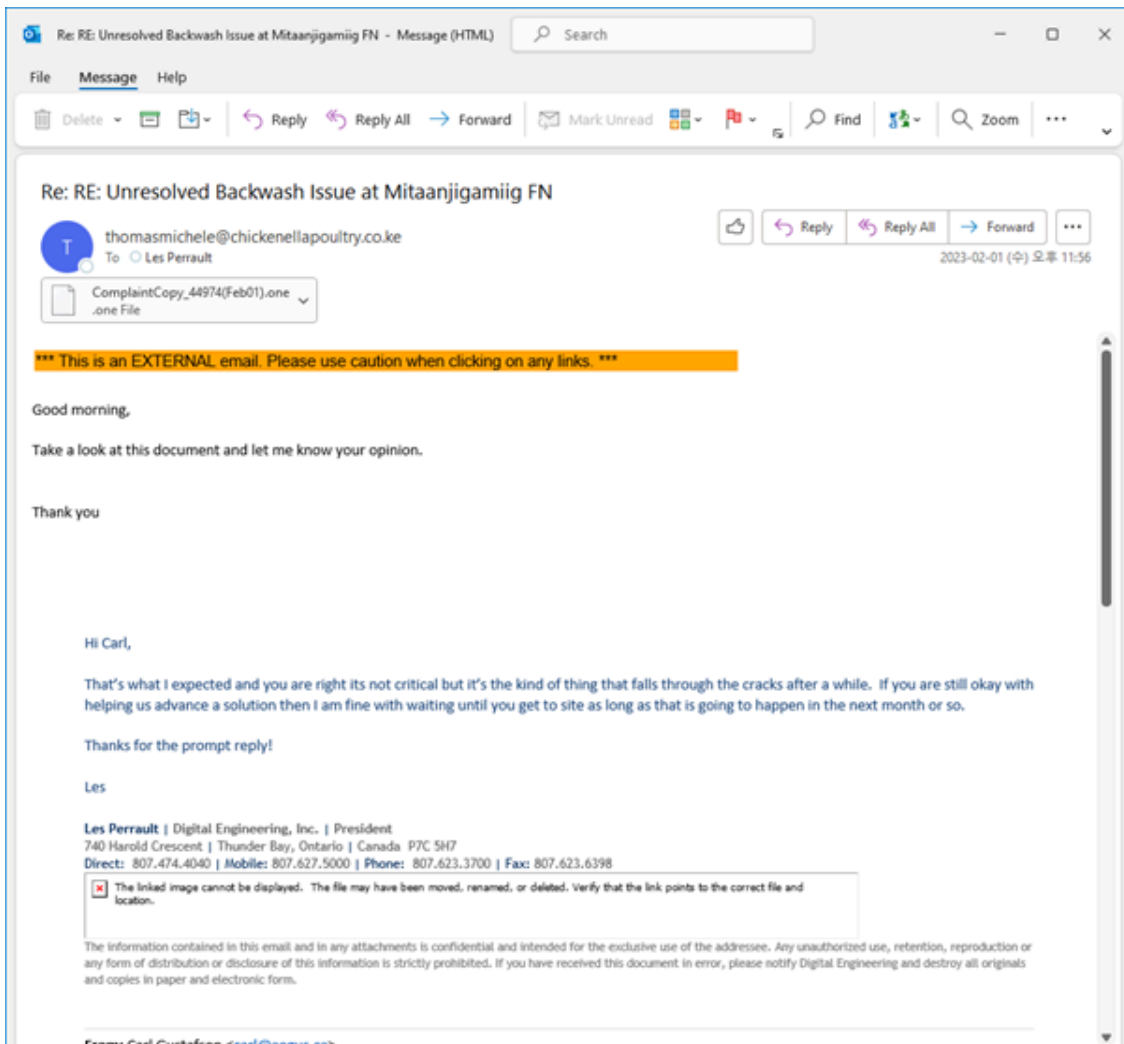 Re: RE: Unresolved Backwash Issue at Mitaanjigamiig FN - Message (HTML)
Search
File Message Help
Delete Reply Reply All Forward Mark Unread Find Zoom ...
Re: RE: Unresolved Backwash Issue at Mitaanjigamiig FN
T
thomasmichele@chickenellapoultry.co.ke
To Les Perrault
Reply Reply All Forward ...
2023-02-01 (수) 오후 11:56
ComplaintCopy_44974(Feb01).one
.one File
*** This is an EXTERNAL email. Please use caution when clicking on any links. ***
Good morning,
Take a look at this document and let me know your opinion.
Thank you
Hi Carl,
That's what I expected and you are right its not critical but it's the kind of thing that falls through the cracks after a while. If you are still okay with
helping us advance a solution then I am fine with waiting until you get to site as long as that is going to happen in the next month or so.
Thanks for the prompt reply!
Les
Les Perrault | Digital Engineering, Inc. | President
740 Harold Crescent | Thunder Bay, Ontario | Canada P7C 5H7
Direct: 807.474.4040 | Mobile: 807.627.5000 | Phone: 807.623.3700 | Fax: 807.623.6398
The linked image cannot be displayed. The file may have been moved, renamed, or deleted. Verify that the link points to the correct file and
location.
The information contained in this email and in any attachments is confidential and intended for the exclusive use of the addressee. Any unauthorized use, retention, reproduction or
any form of distribution or disclosure of this information is strictly prohibited. If you have received this document in error, please notify Digital Engineering and destroy all originals
and copies in paper and electronic form.